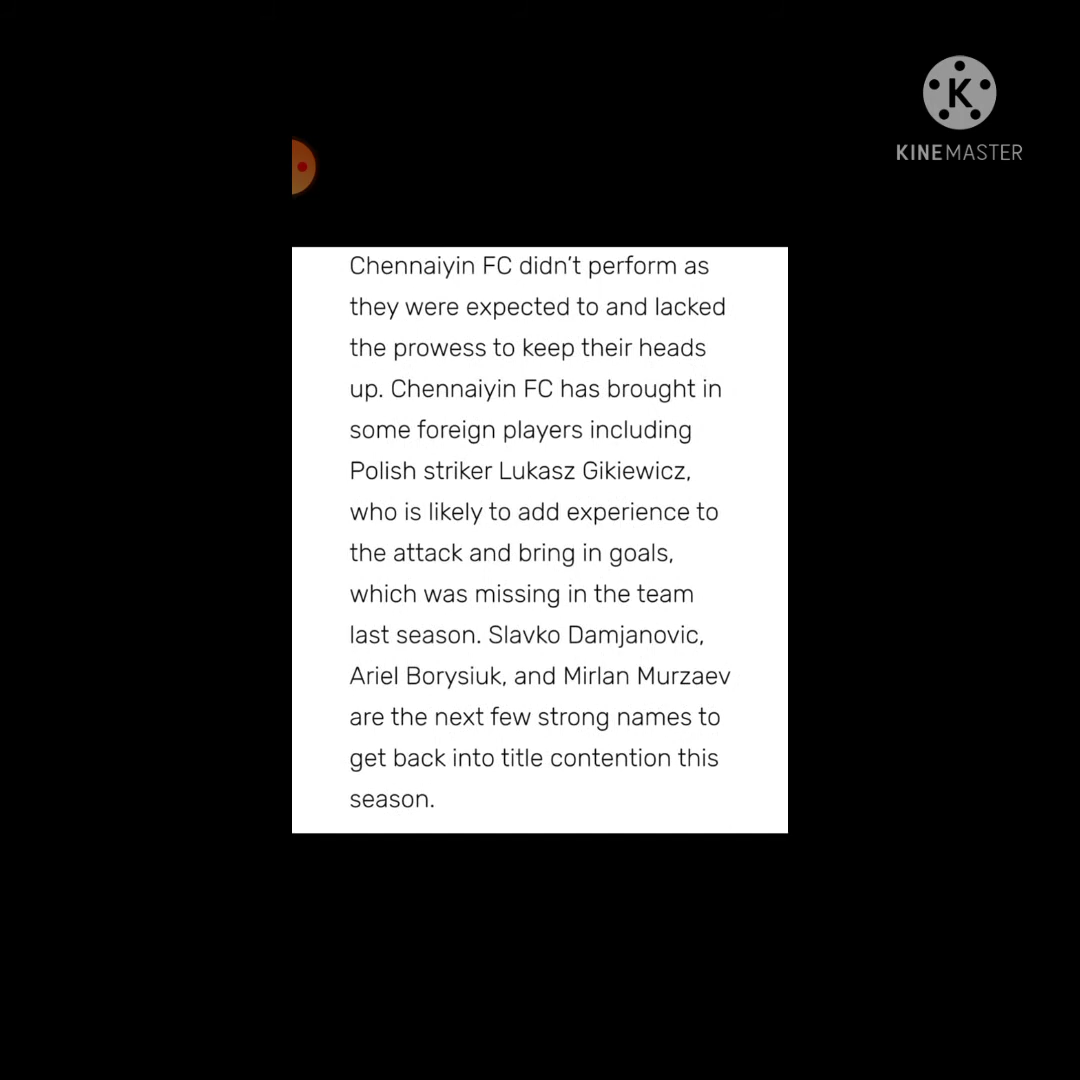 K
KINEMASTER
Chennaiyin FC didn’t perform as
they were expected to and lacked
the prowess to keep their heads
up. Chennaiyin FC has brought in
some foreign players including
Polish striker Lukasz Gikiewicz,
who is likely to add experience to
the attack and bring in goals,
which was missing in the team
last season. Slavko Damjanovic,
Ariel Borysiuk, and Mirlan Murzaev
are the next few strong names to
get back into title contention this
season.